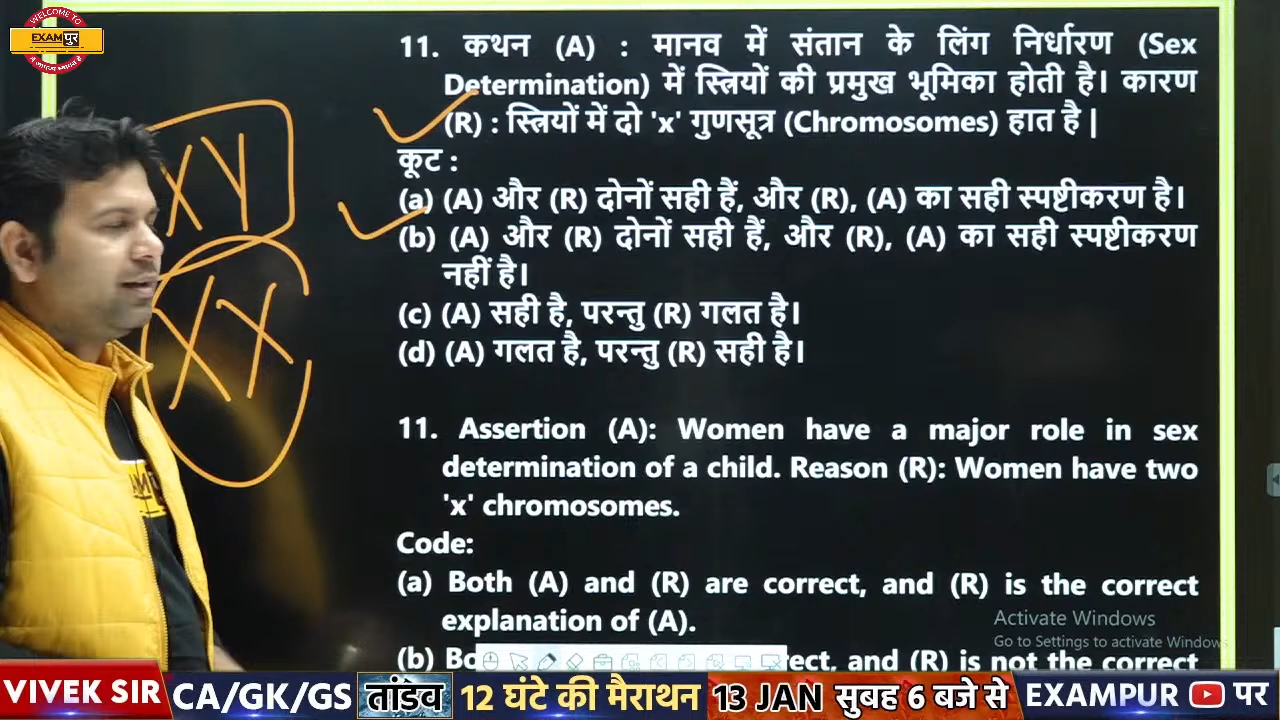 WELCOME TO
EXAMपुर
XY
XX
11. कथन (A) : मानव में संतान के लिंग निर्धारण (Sex
Determination) में स्त्रियों की प्रमुख भूमिका होती है। कारण
(R) : स्त्रियों में दो 'x' गुणसूत्र (Chromosomes) हात है |
कूट :
(a) (A) और (R) दोनों सही हैं, और (R), (A) का सही स्पष्टीकरण है।
(b) (A) और (R) दोनों सही हैं, और (R), (A) का सही स्पष्टीकरण
नहीं है।
(c) (A) सही है, परन्तु (R) गलत है।
(d) (A) गलत है, परन्तु (R) सही है।
11. Assertion (A): Women have a major role in sex
determination of a child. Reason (R): Women have two
'x' chromosomes.
Code:
(a) Both (A) and (R) are correct, and (R) is the correct
explanation of (A).
(b) Bo rect, and (R) is not the correct
Activate Windows
Go to Settings to activate Windows
VIVEK SIR CA/GK/GS तांडव 12 घंटे की मैराथन 13 JAN सुबह 6 बजे से EXAMPUR पर